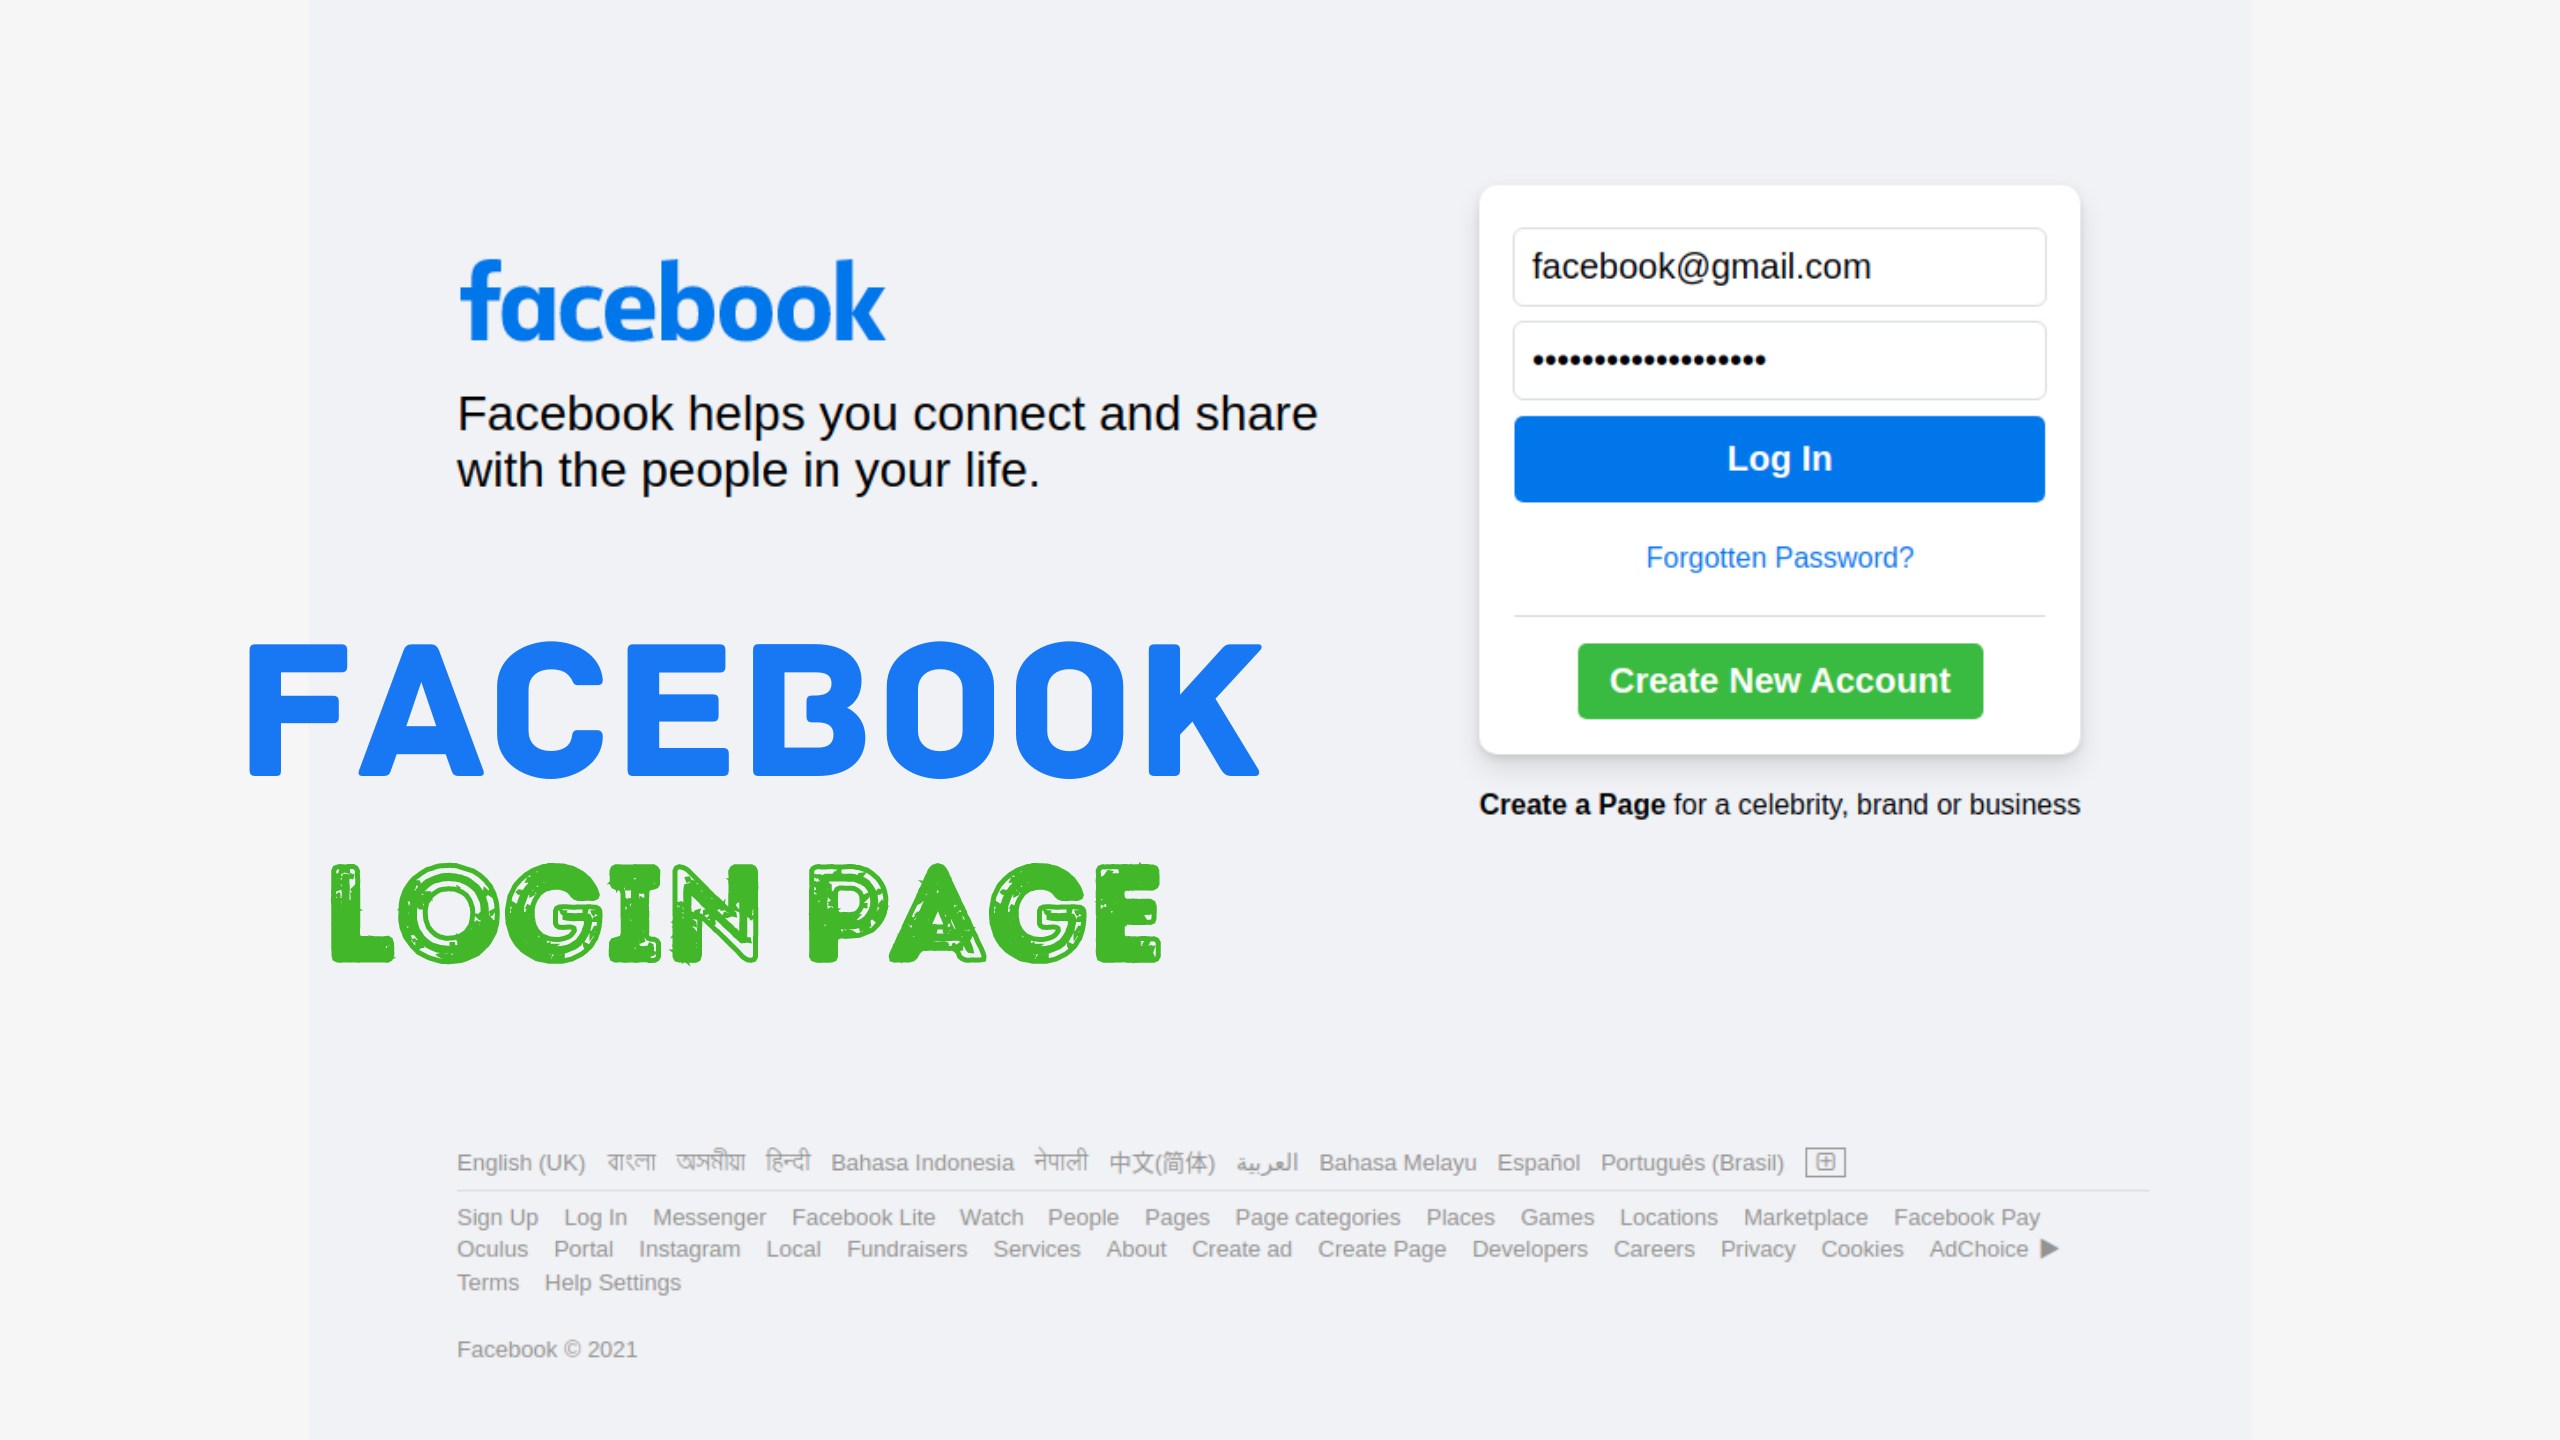 facebook
Facebook helps you connect and share
with the people in your life.
facebook@gmail.com
•••••••••••••••••••
Log In
Forgotten Password?
Create New Account
Create a Page for a celebrity, brand or business
FACEBOOK
LOGIN PAGE
English (UK) বাংলা অসমীয়া हिन्दी Bahasa Indonesia नेपाली 中文(简体) العربية Bahasa Melayu Español Português (Brasil)
Sign Up Log In Messenger Facebook Lite Watch People Pages Page categories Places Games Locations Marketplace Facebook Pay
Oculus Portal Instagram Local Fundraisers Services About Create ad Create Page Developers Careers Privacy Cookies AdChoice ▶
Terms Help Settings
Facebook © 2021